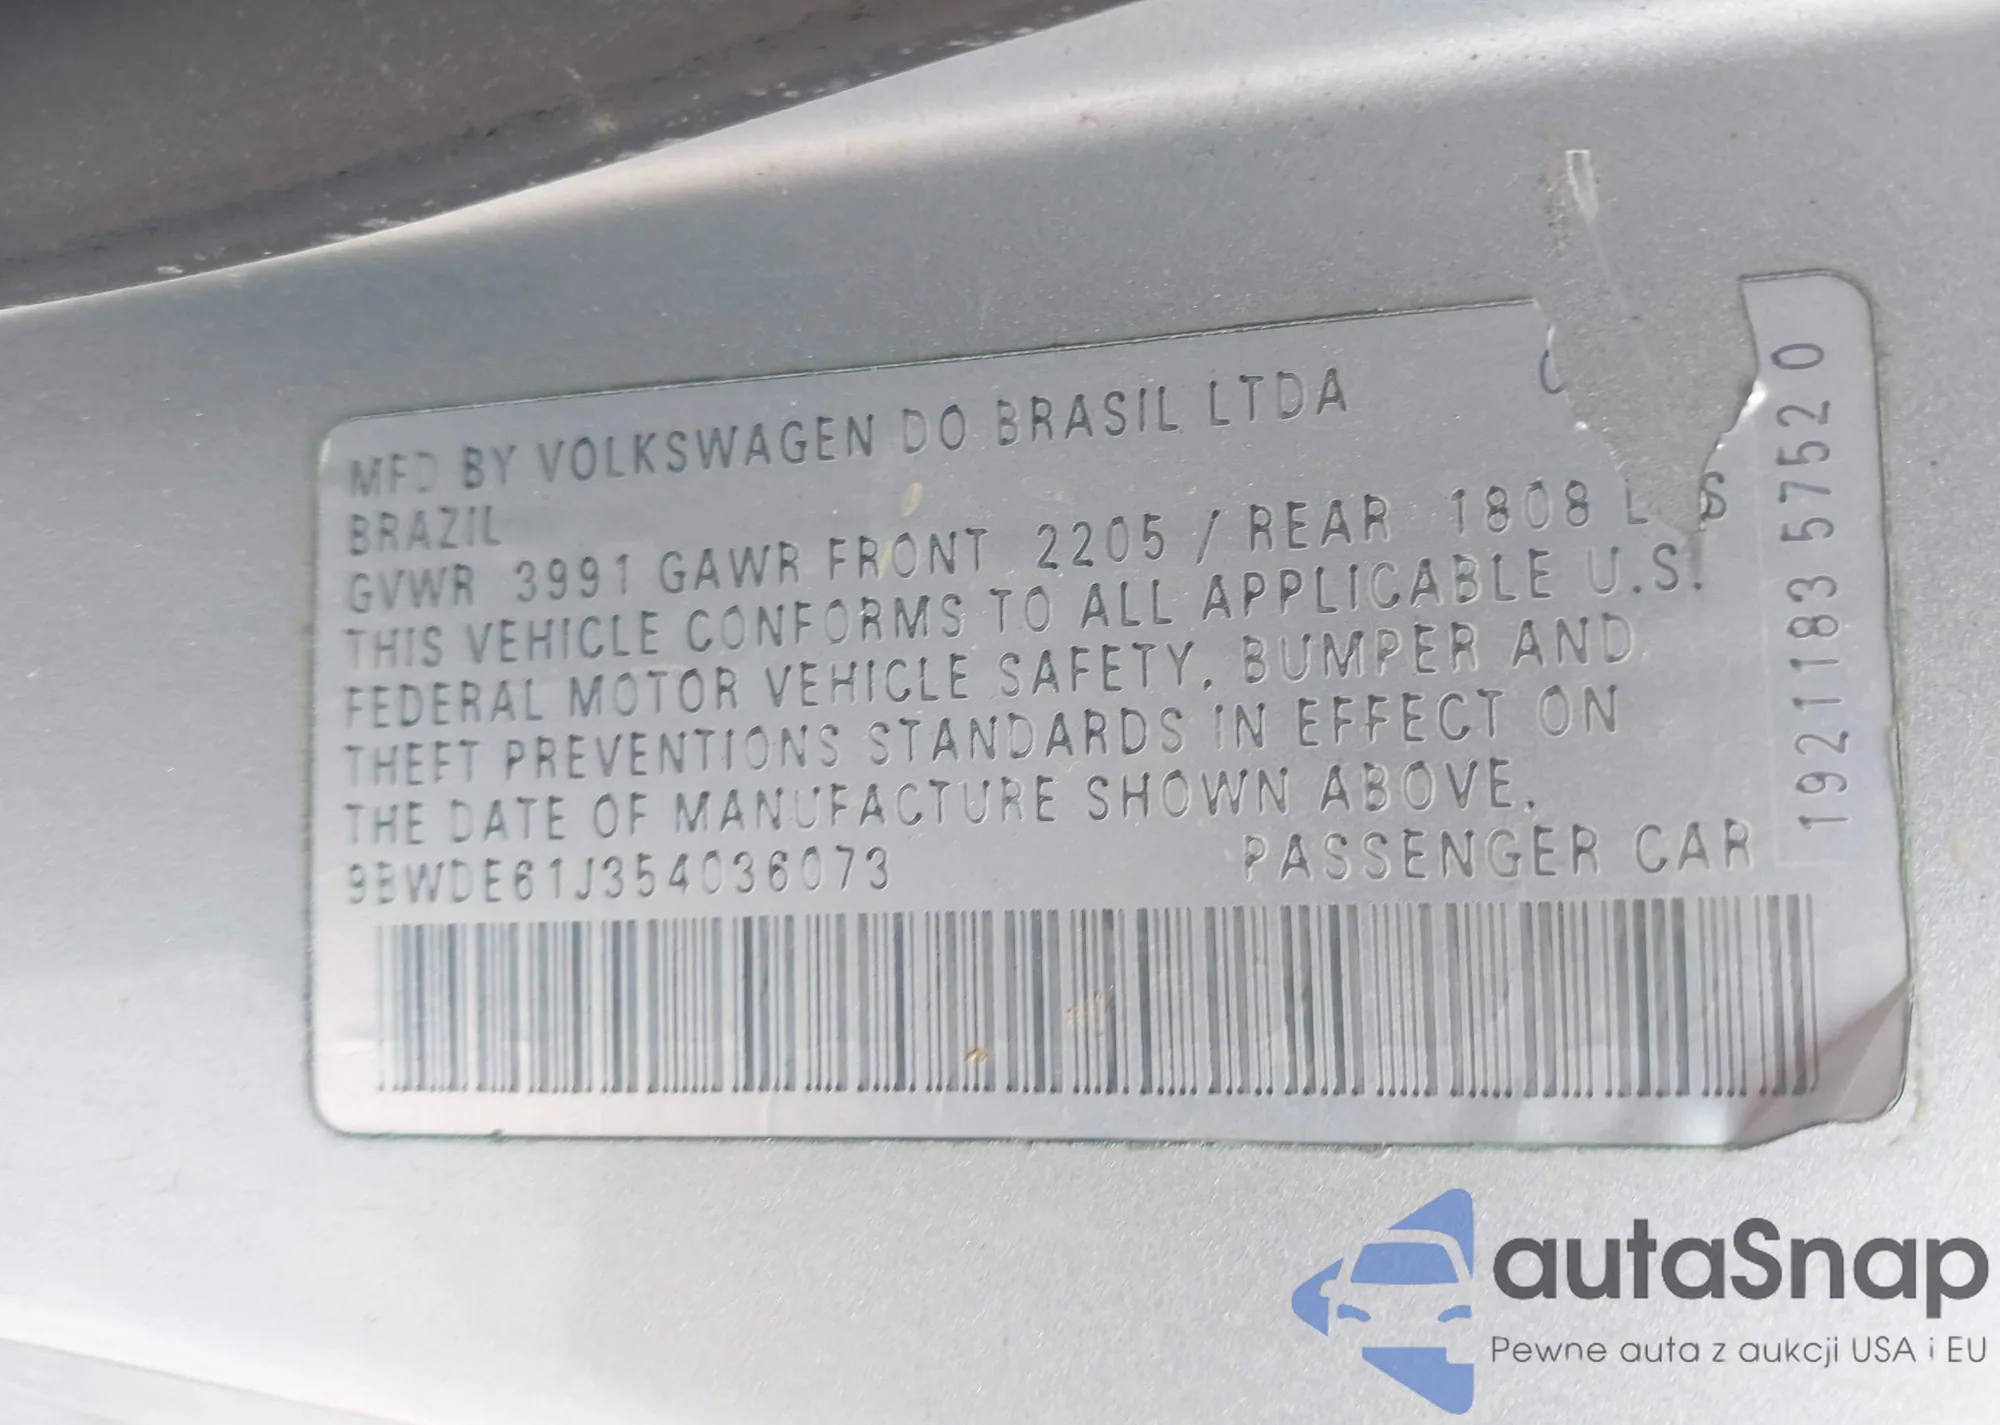 MFD BY VOLKSWAGEN DO BRASIL LTDA
BRAZIL
GVWR 3991 GAWR FRONT 2205 / REAR 1808
THIS VEHICLE CONFORMS TO ALL APPLICABLE U.S.
FEDERAL MOTOR VEHICLE SAFETY, BUMPER AND
THEFT PREVENTIONS STANDARDS IN EFFECT ON
THE DATE OF MANUFACTURE SHOWN ABOVE.
9BWDE61J354036073 PASSENGER CAR
1921183 57520
autaSnap
Pewne auta z aukcji USA i EU